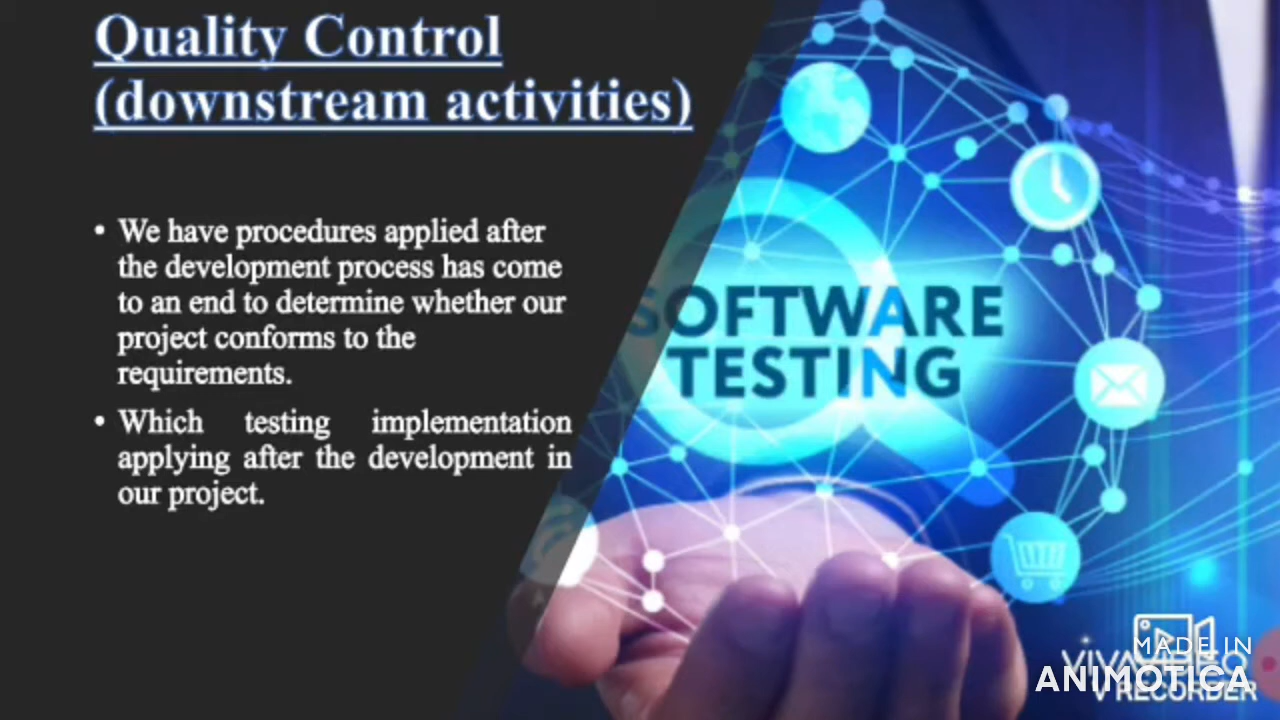 Quality Control
(downstream activities)
• We have procedures applied after
the development process has come
to an end to determine whether our
project conforms to the
requirements.
• Which testing implementation
applying after the development in
our project.
SOFTWARE
TESTING
MADE IN
ANIMOTICA
RECORDER